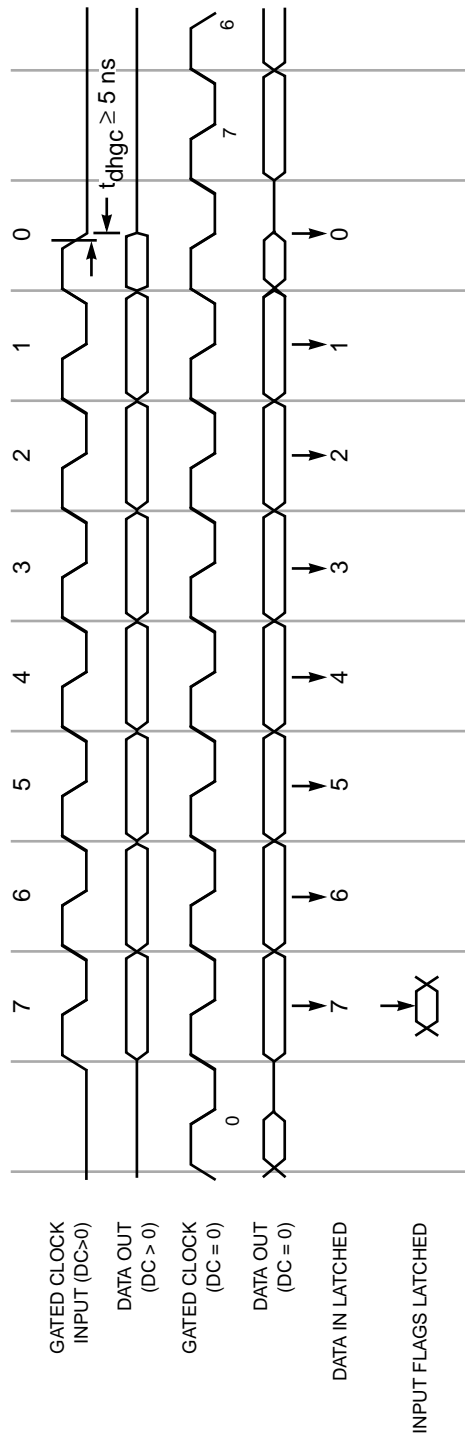 7 6 5 4 3 2 1 0
GATED CLOCK
INPUT (DC>0)
tdhgc ≥ 5 ns
DATA OUT
(DC > 0)
GATED CLOCK
(DC = 0)
0 7 6
DATA OUT
(DC = 0)
DATA IN LATCHED
7 6 5 4 3 2 1 0
INPUT FLAGS LATCHED